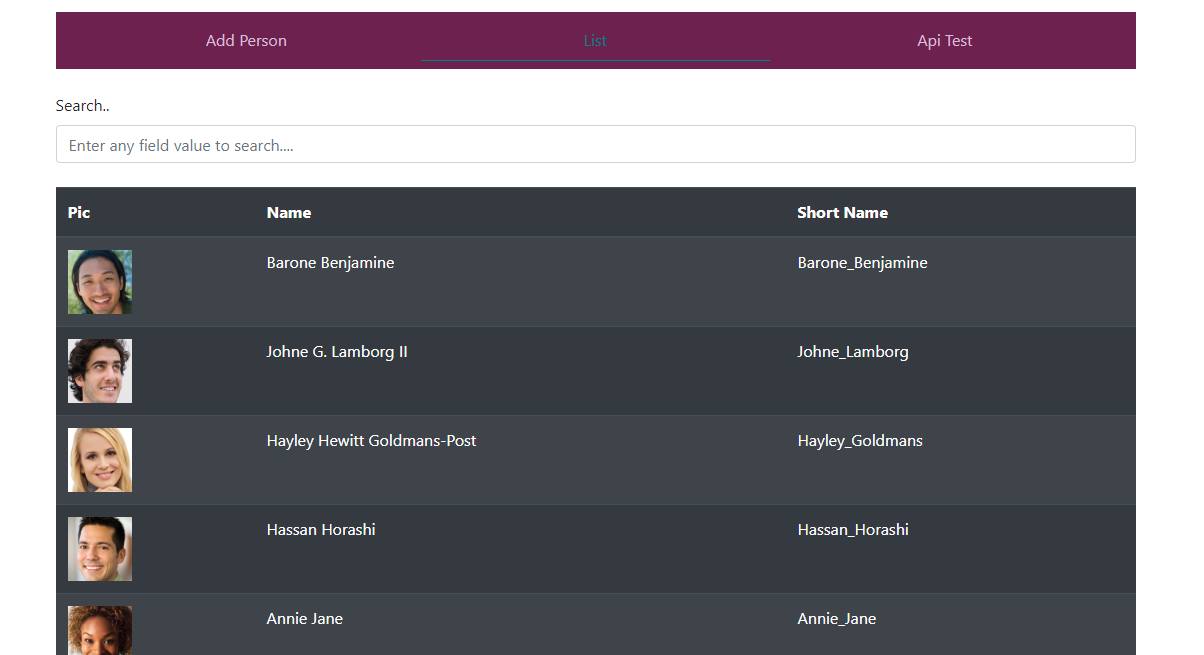 Add Person List Api Test
Search..
Enter any field value to search....
Pic Name Short Name
Barone Benjamine Barone_Benjamine
Johne G. Lamborg II Johne_Lamborg
Hayley Hewitt Goldmans-Post Hayley_Goldmans
Hassan Horashi Hassan_Horashi
Annie Jane Annie_Jane